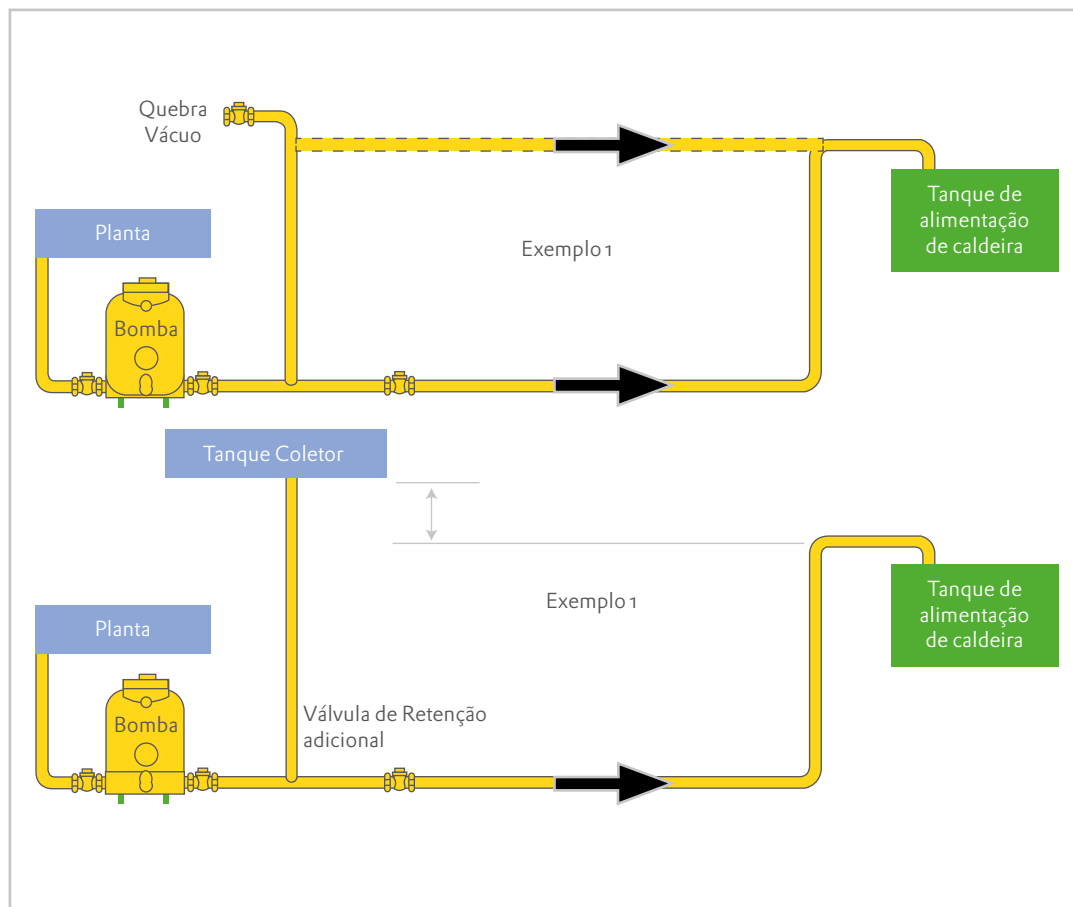 Quebra
Vácuo
Planta
Tanque de
alimentação
de caldeira
Exemplo 1
Bomba
Tanque Coletor
Exemplo 1
Tanque de
alimentação
de caldeira
Planta
Válvula de Retenção
adicional
Bomba